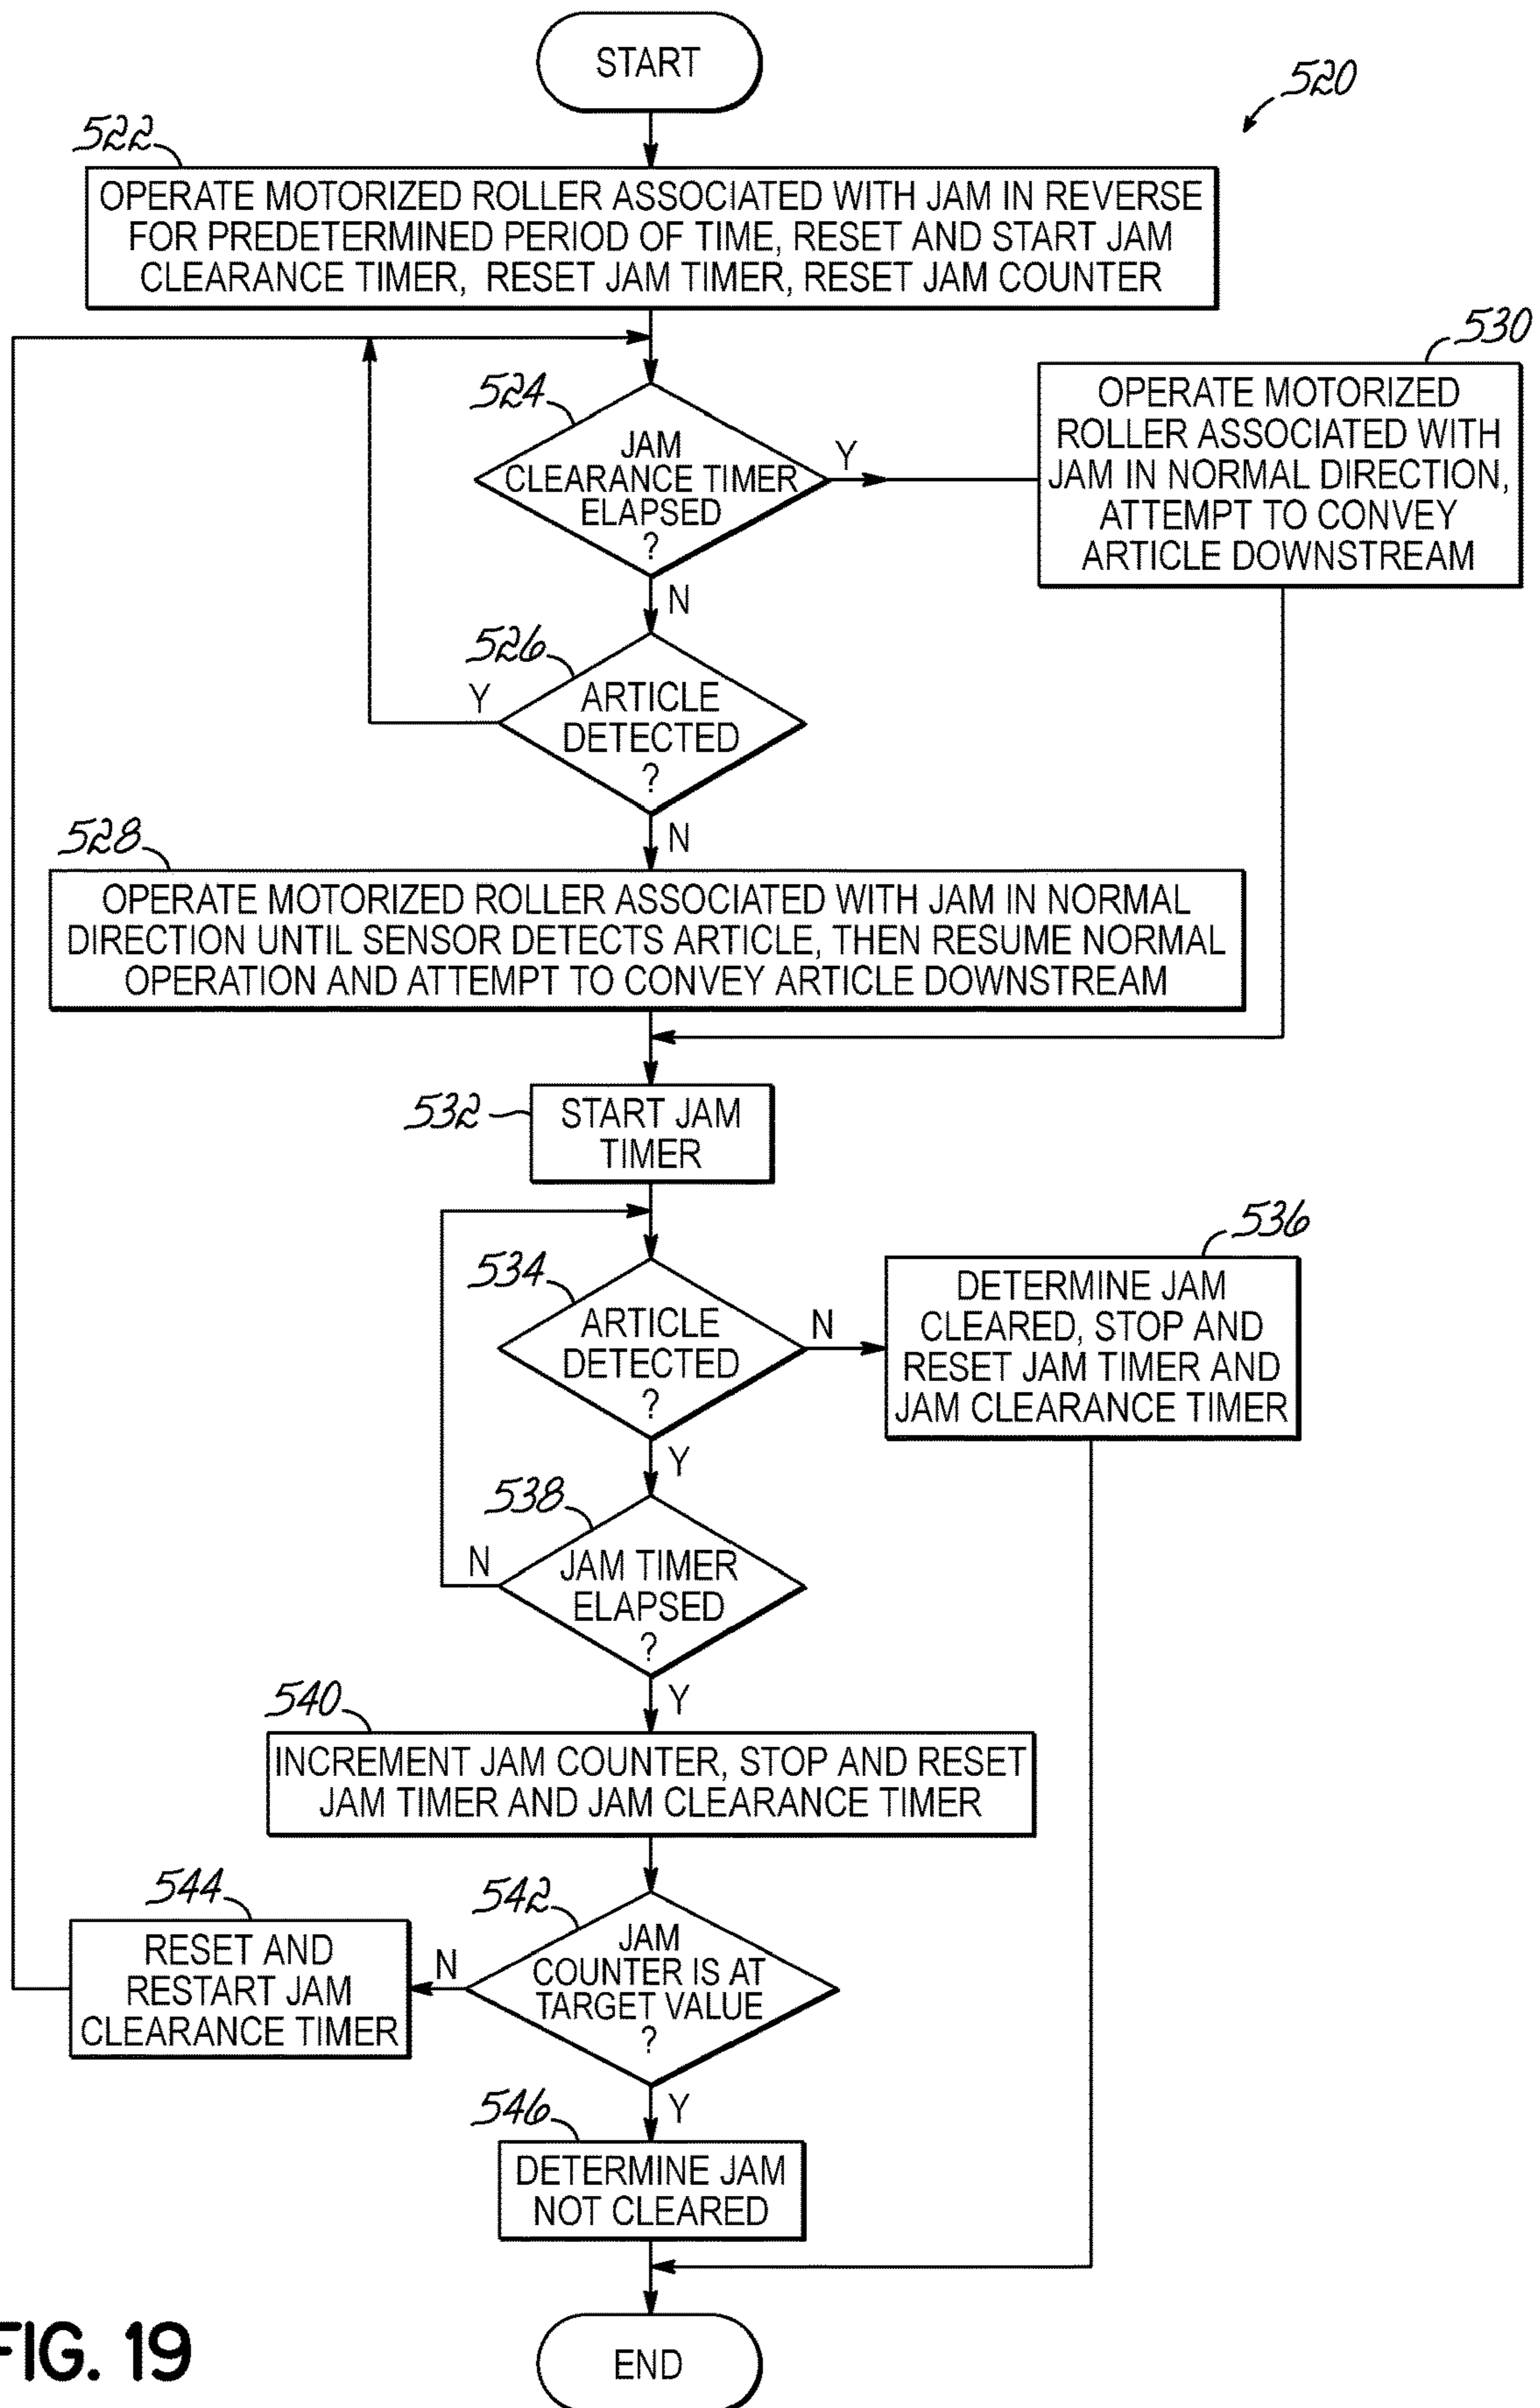 START
520
522
OPERATE MOTORIZED ROLLER ASSOCIATED WITH JAM IN REVERSE
FOR PREDETERMINED PERIOD OF TIME, RESET AND START JAM
CLEARANCE TIMER, RESET JAM TIMER, RESET JAM COUNTER
524
JAM
CLEARANCE TIMER
ELAPSED
?
Y
N
530
OPERATE MOTORIZED
ROLLER ASSOCIATED WITH
JAM IN NORMAL DIRECTION,
ATTEMPT TO CONVEY
ARTICLE DOWNSTREAM
526
ARTICLE
DETECTED
?
Y
N
528
OPERATE MOTORIZED ROLLER ASSOCIATED WITH JAM IN NORMAL
DIRECTION UNTIL SENSOR DETECTS ARTICLE, THEN RESUME NORMAL
OPERATION AND ATTEMPT TO CONVEY ARTICLE DOWNSTREAM
532
START JAM
TIMER
534
ARTICLE
DETECTED
?
N
Y
536
DETERMINE JAM
CLEARED, STOP AND
RESET JAM TIMER AND
JAM CLEARANCE TIMER
538
JAM TIMER
ELAPSED
?
N
Y
540
INCREMENT JAM COUNTER, STOP AND RESET
JAM TIMER AND JAM CLEARANCE TIMER
542
JAM
COUNTER IS AT
TARGET VALUE
?
N
Y
544
RESET AND
RESTART JAM
CLEARANCE TIMER
546
DETERMINE JAM
NOT CLEARED
END
FIG. 19